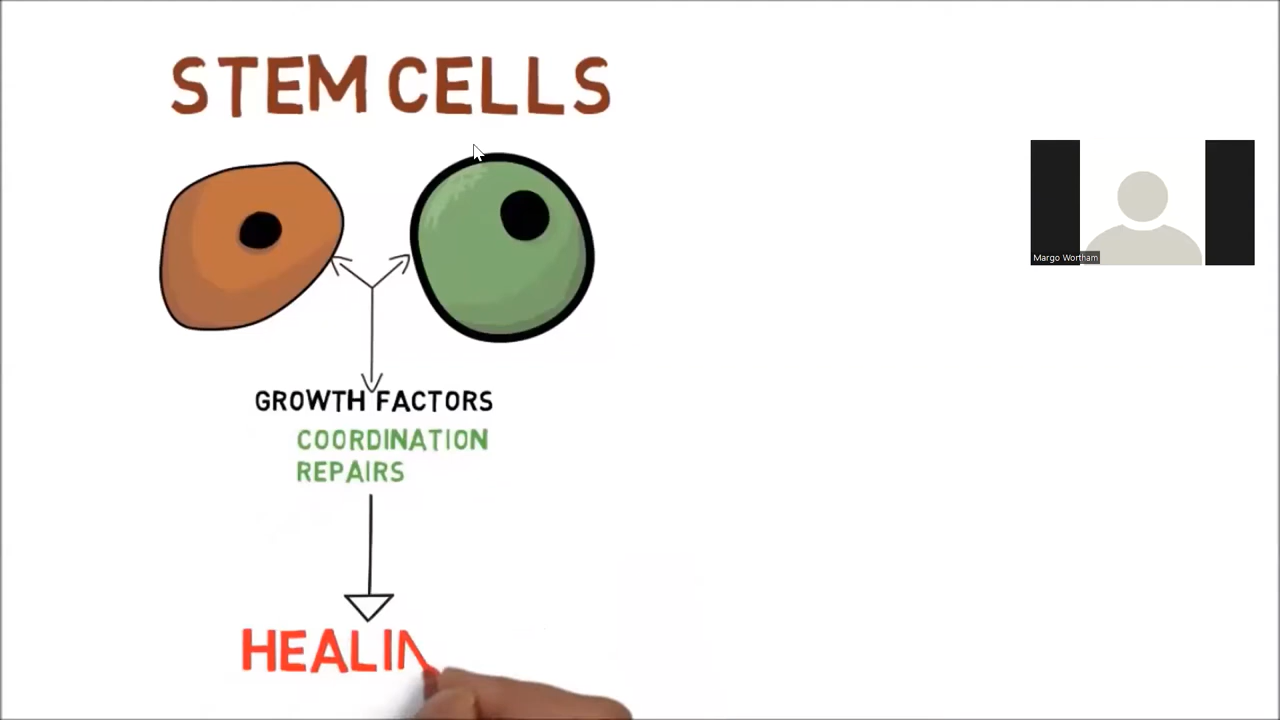 STEM CELLS
Margo Wortham
GROWTH FACTORS
COORDINATION
REPAIRS
HEALIN